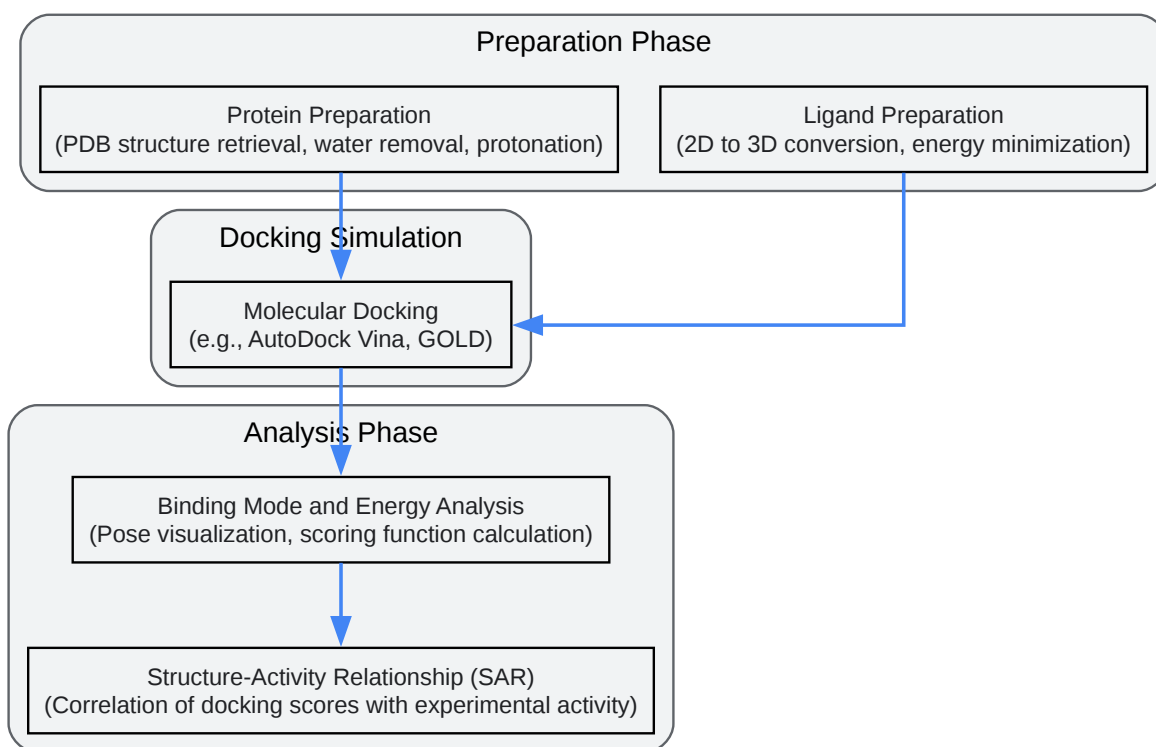 Preparation Phase
Protein Preparation
(PDB structure retrieval, water removal, protonation)
Ligand Preparation
(2D to 3D conversion, energy minimization)
Docking Simulation
Molecular Docking
(e.g., AutoDock Vina, GOLD)
Analysis Phase
Binding Mode and Energy Analysis
(Pose visualization, scoring function calculation)
Structure-Activity Relationship (SAR)
(Correlation of docking scores with experimental activity)